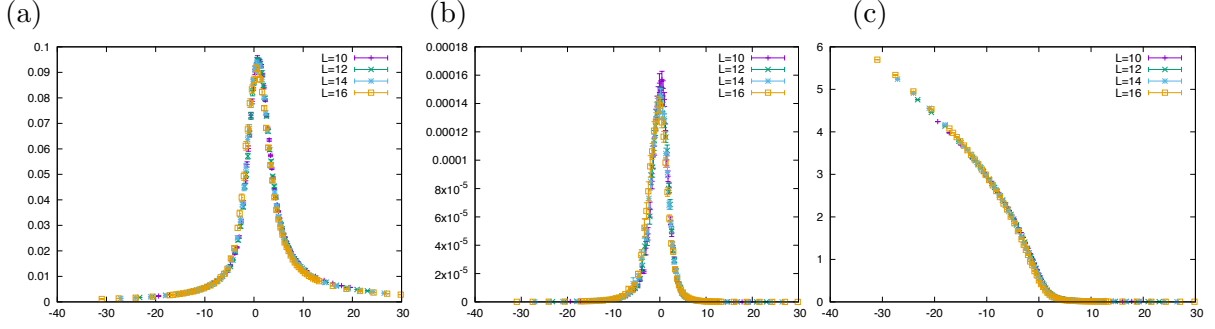 (a)
0.1
0.09
0.08
0.07
0.06
0.05
0.04
0.03
0.02
0.01
0
-40 -30 -20 -10 0 10 20 30
L=10
L=12
L=14
L=16
(b)
0.00018
0.00016
0.00014
0.00012
0.0001
8x10⁻⁵
6x10⁻⁵
4x10⁻⁵
2x10⁻⁵
0
-40 -30 -20 -10 0 10 20 30
L=10
L=12
L=14
L=16
(c)
6
5
4
3
2
1
0
-40 -30 -20 -10 0 10 20 30
L=10
L=12
L=14
L=16